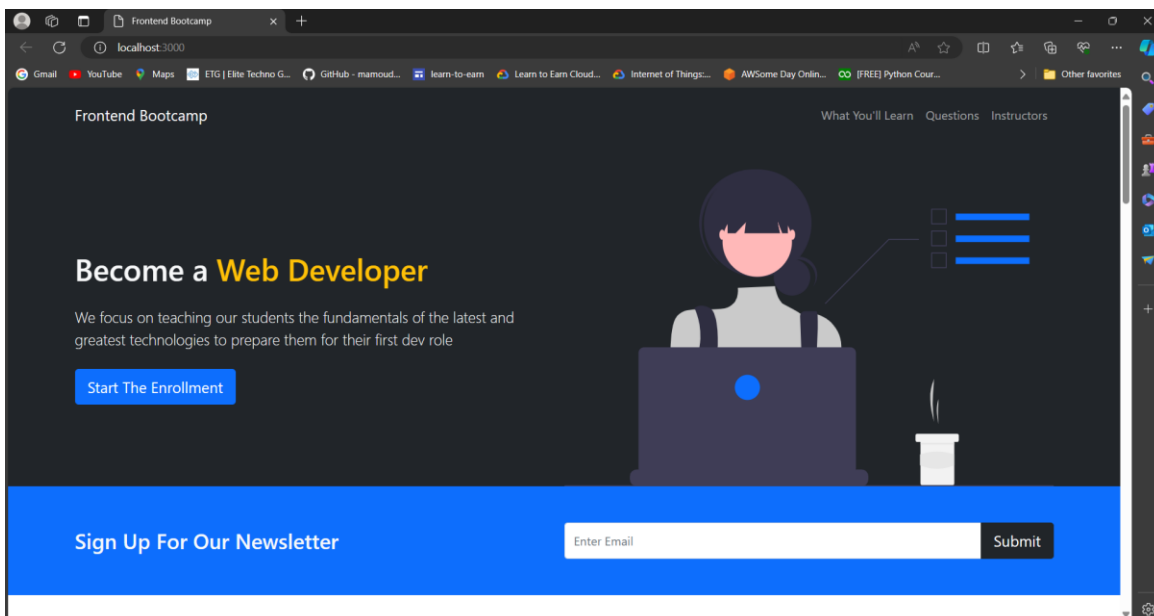 Frontend Bootcamp
localhost:3000
Gmail YouTube Maps ETG | Elite Techno G... GitHub - mamoud... learn-to-earn Learn to Earn Cloud... Internet of Things:... AWSome Day Onlin... [FREE] Python Cour... Other favorites
Frontend Bootcamp What You'll Learn Questions Instructors
Become a Web Developer
We focus on teaching our students the fundamentals of the latest and
greatest technologies to prepare them for their first dev role
Start The Enrollment
Sign Up For Our Newsletter Enter Email Submit